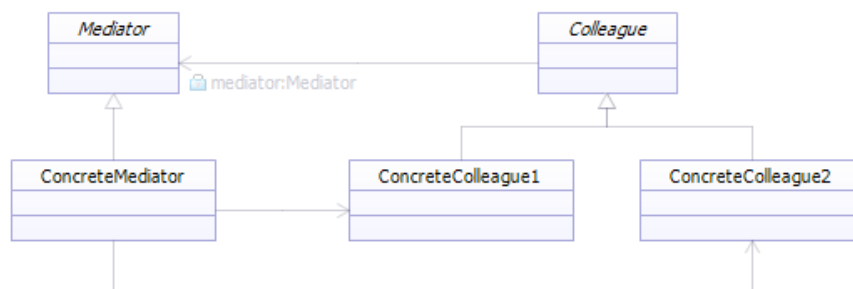 Mediator
Colleague
mediator:Mediator
ConcreteMediator
ConcreteColleague1
ConcreteColleague2